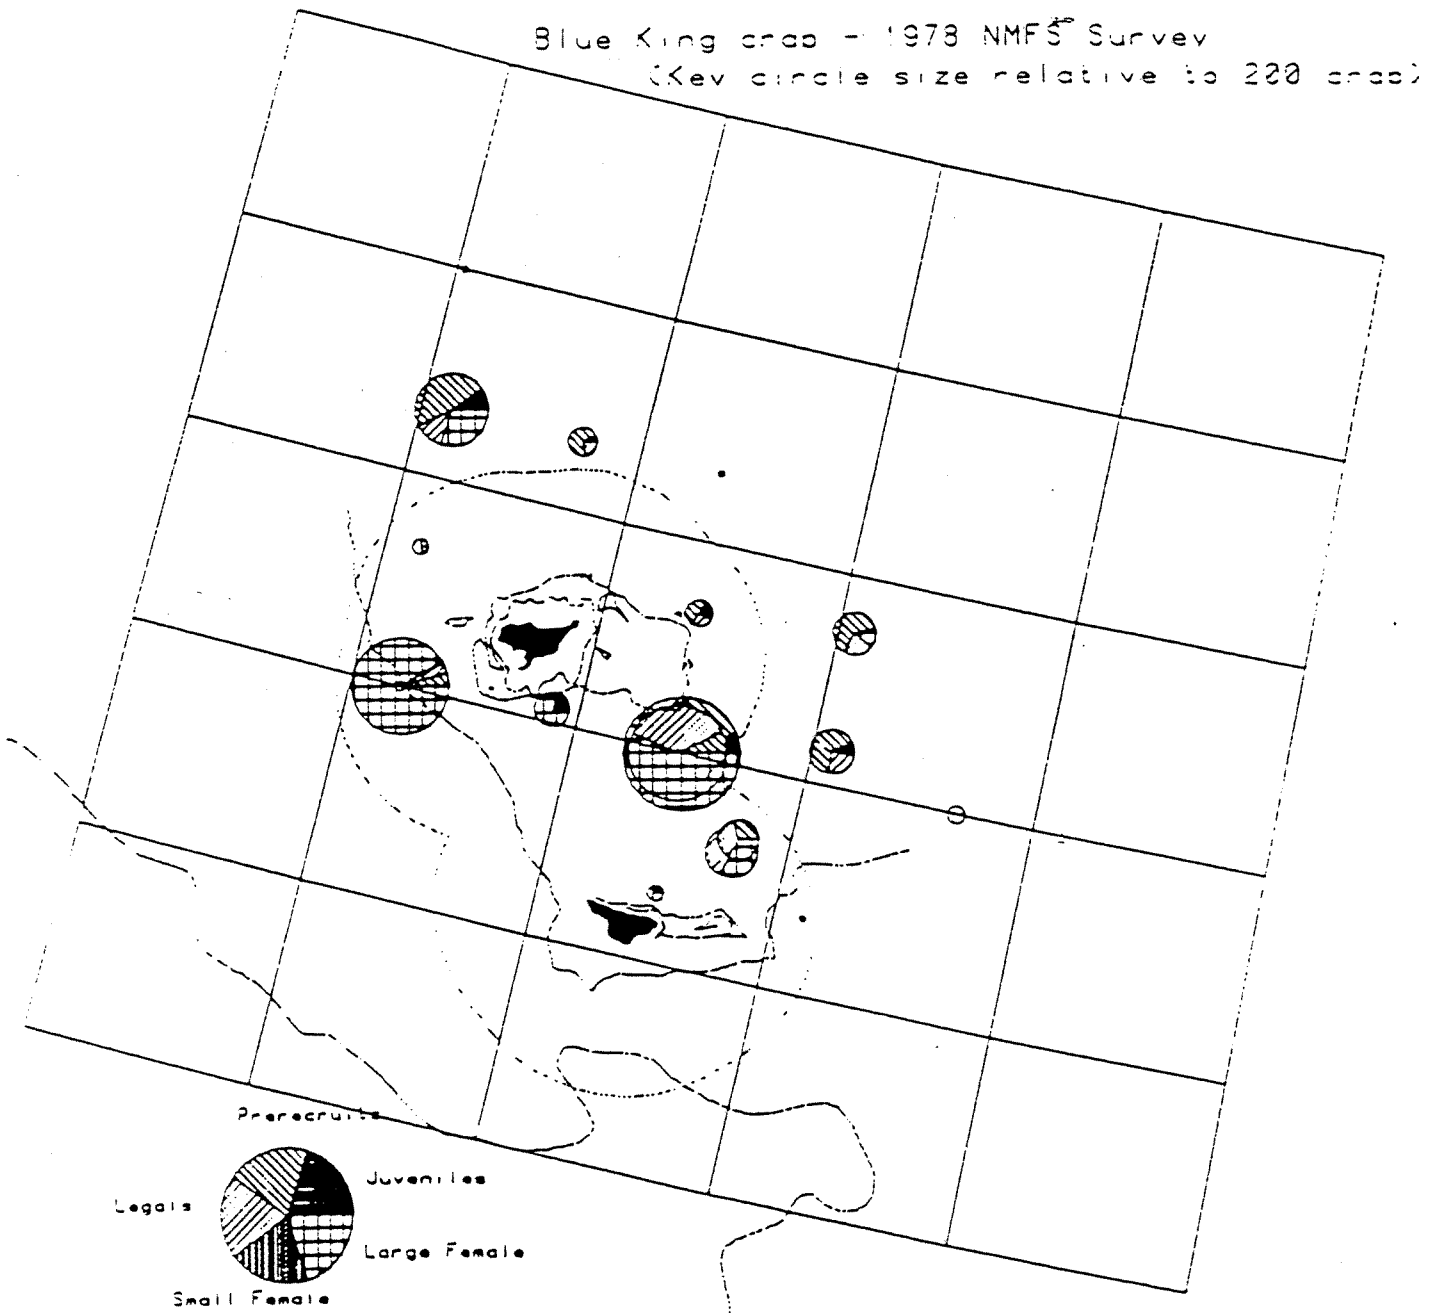 Blue King crab - 1978 NMFS Survey
(Key circle size relative to 200 crab)
Prerecruits
Juveniles
Legals
Large Female
Small Female